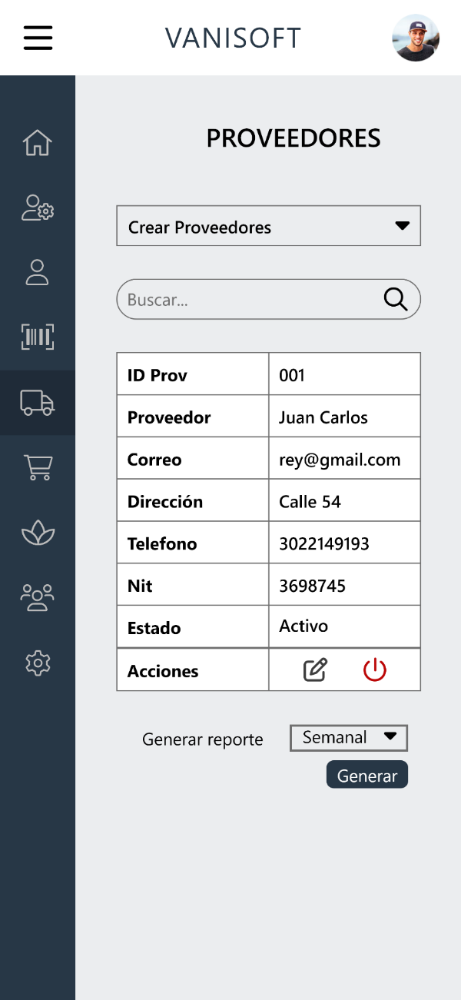 VANISOFT
PROVEEDORES
Crear Proveedores
Buscar...
ID Prov 001
Proveedor Juan Carlos
Correo rey@gmail.com
Dirección Calle 54
Telefono 3022149193
Nit 3698745
Estado Activo
Acciones
Generar reporte Semanal
Generar